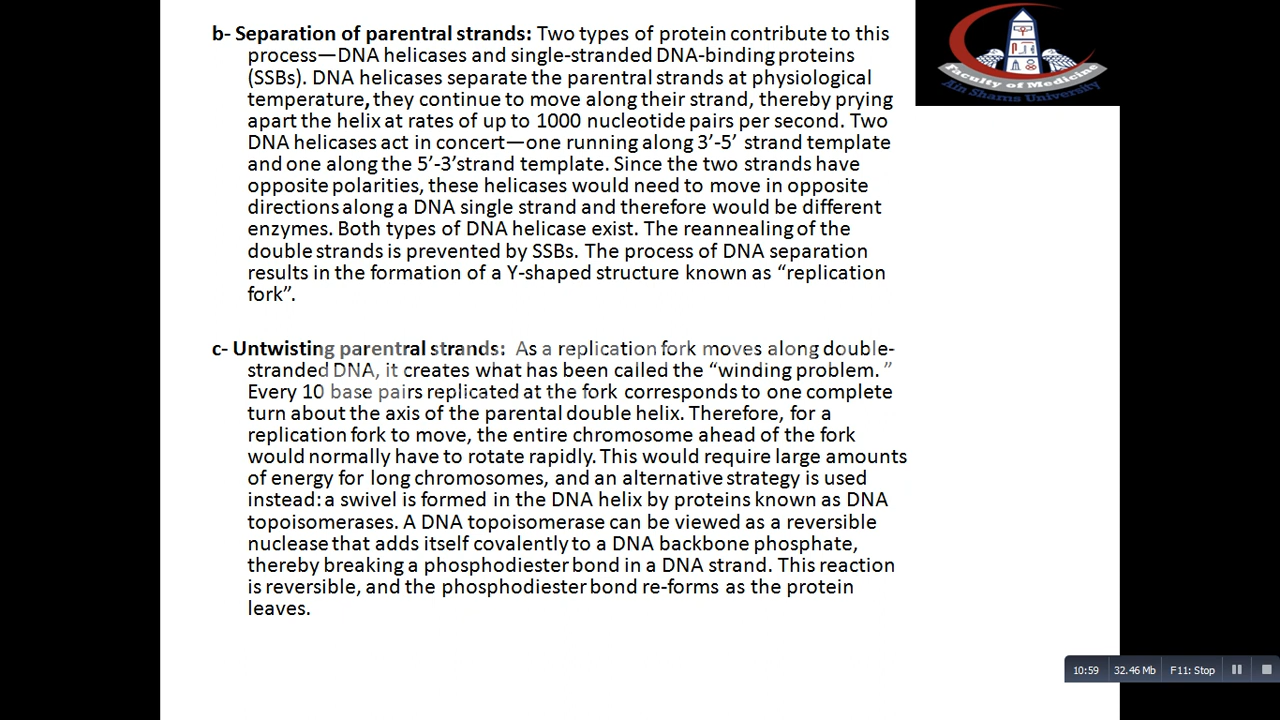 b- Separation of parentral strands: Two types of protein contribute to this
process—DNA helicases and single-stranded DNA-binding proteins
(SSBs). DNA helicases separate the parentral strands at physiological
temperature, they continue to move along their strand, thereby prying
apart the helix at rates of up to 1000 nucleotide pairs per second. Two
DNA helicases act in concert—one running along 3’-5’ strand template
and one along the 5’-3’strand template. Since the two strands have
opposite polarities, these helicases would need to move in opposite
directions along a DNA single strand and therefore would be different
enzymes. Both types of DNA helicase exist. The reannealing of the
double strands is prevented by SSBs. The process of DNA separation
results in the formation of a Y-shaped structure known as “replication
fork”.
c- Untwisting parentral strands: As a replication fork moves along double-
stranded DNA, it creates what has been called the “winding problem. ”
Every 10 base pairs replicated at the fork corresponds to one complete
turn about the axis of the parental double helix. Therefore, for a
replication fork to move, the entire chromosome ahead of the fork
would normally have to rotate rapidly. This would require large amounts
of energy for long chromosomes, and an alternative strategy is used
instead: a swivel is formed in the DNA helix by proteins known as DNA
topoisomerases. A DNA topoisomerase can be viewed as a reversible
nuclease that adds itself covalently to a DNA backbone phosphate,
thereby breaking a phosphodiester bond in a DNA strand. This reaction
is reversible, and the phosphodiester bond re-forms as the protein
leaves.
Faculty of Medicine
Ain Shams University
10:59 32.46 Mb F11: Stop